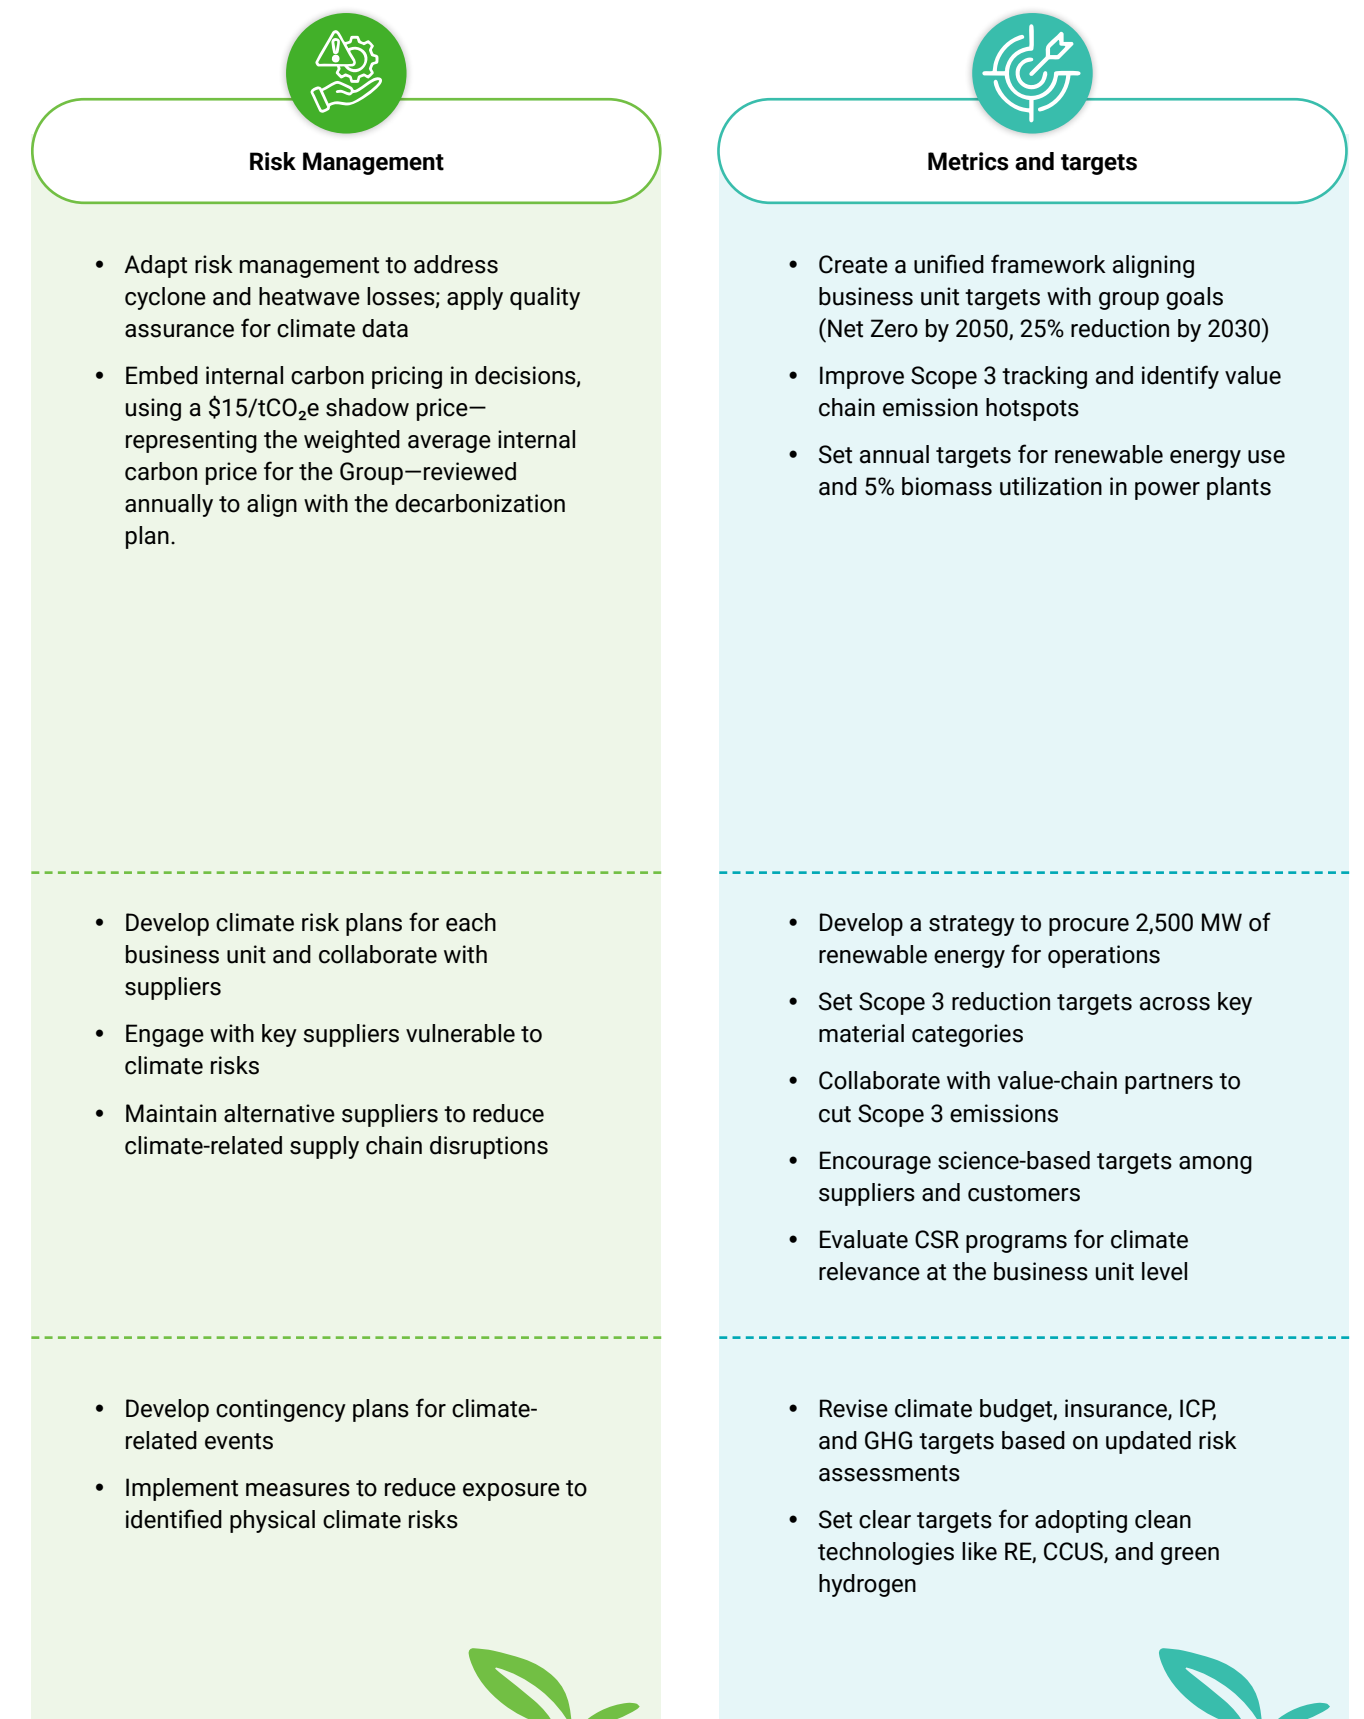 Risk Management
• Adapt risk management to address
cyclone and heatwave losses; apply quality
assurance for climate data
• Embed internal carbon pricing in decisions,
using a $15/tCO₂e shadow price—
representing the weighted average internal
carbon price for the Group—reviewed
annually to align with the decarbonization
plan.
• Develop climate risk plans for each
business unit and collaborate with
suppliers
• Engage with key suppliers vulnerable to
climate risks
• Maintain alternative suppliers to reduce
climate-related supply chain disruptions
• Develop contingency plans for climate-
related events
• Implement measures to reduce exposure to
identified physical climate risks
Metrics and targets
• Create a unified framework aligning
business unit targets with group goals
(Net Zero by 2050, 25% reduction by 2030)
• Improve Scope 3 tracking and identify value
chain emission hotspots
• Set annual targets for renewable energy use
and 5% biomass utilization in power plants
• Develop a strategy to procure 2,500 MW of
renewable energy for operations
• Set Scope 3 reduction targets across key
material categories
• Collaborate with value-chain partners to
cut Scope 3 emissions
• Encourage science-based targets among
suppliers and customers
• Evaluate CSR programs for climate
relevance at the business unit level
• Revise climate budget, insurance, ICP,
and GHG targets based on updated risk
assessments
• Set clear targets for adopting clean
technologies like RE, CCUS, and green
hydrogen